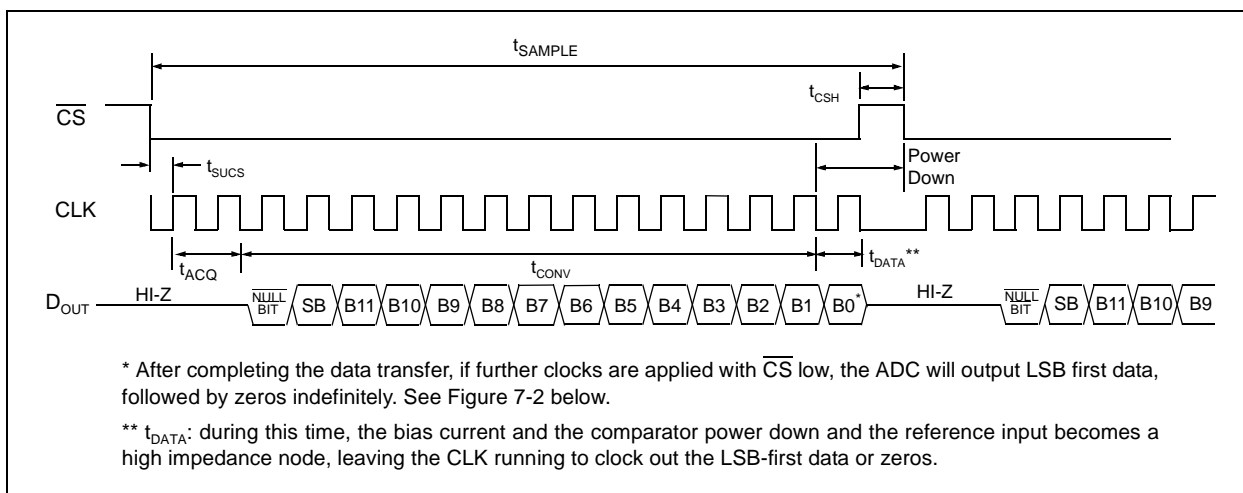 tSAMPLE
tCSH
CS
Power
Down
tSUCS
CLK
tACQ
tCONV
tDATA**
DOUT
HI-Z
NULL BIT
SB
B11
B10
B9
B8
B7
B6
B5
B4
B3
B2
B1
B0*
HI-Z
NULL BIT
SB
B11
B10
B9
* After completing the data transfer, if further clocks are applied with CS low, the ADC will output LSB first data,
followed by zeros indefinitely. See Figure 7-2 below.
** tDATA: during this time, the bias current and the comparator power down and the reference input becomes a
high impedance node, leaving the CLK running to clock out the LSB-first data or zeros.